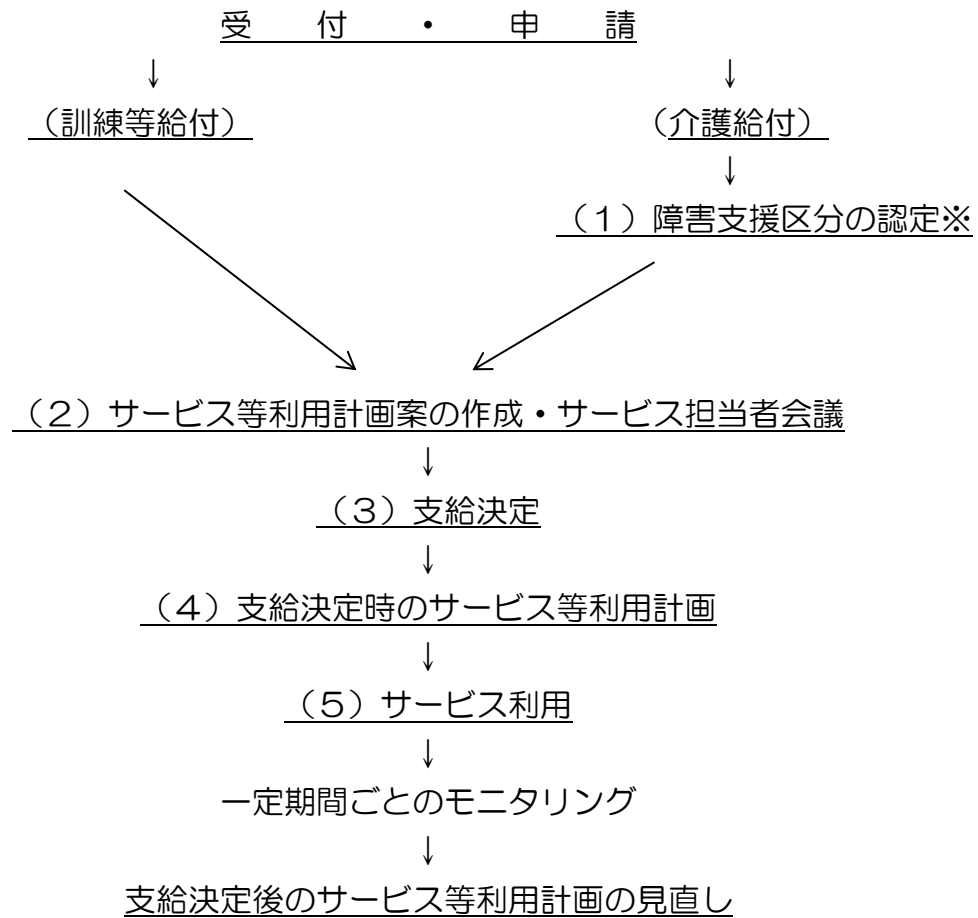 受付・申請
↓ ↓
（訓練等給付） （介護給付）
↓
（１）障害支援区分の認定※
（２）サービス等利用計画案の作成・サービス担当者会議
↓
（３）支給決定
↓
（４）支給決定時のサービス等利用計画
↓
（５）サービス利用
↓
一定期間ごとのモニタリング
↓
支給決定後のサービス等利用計画の見直し